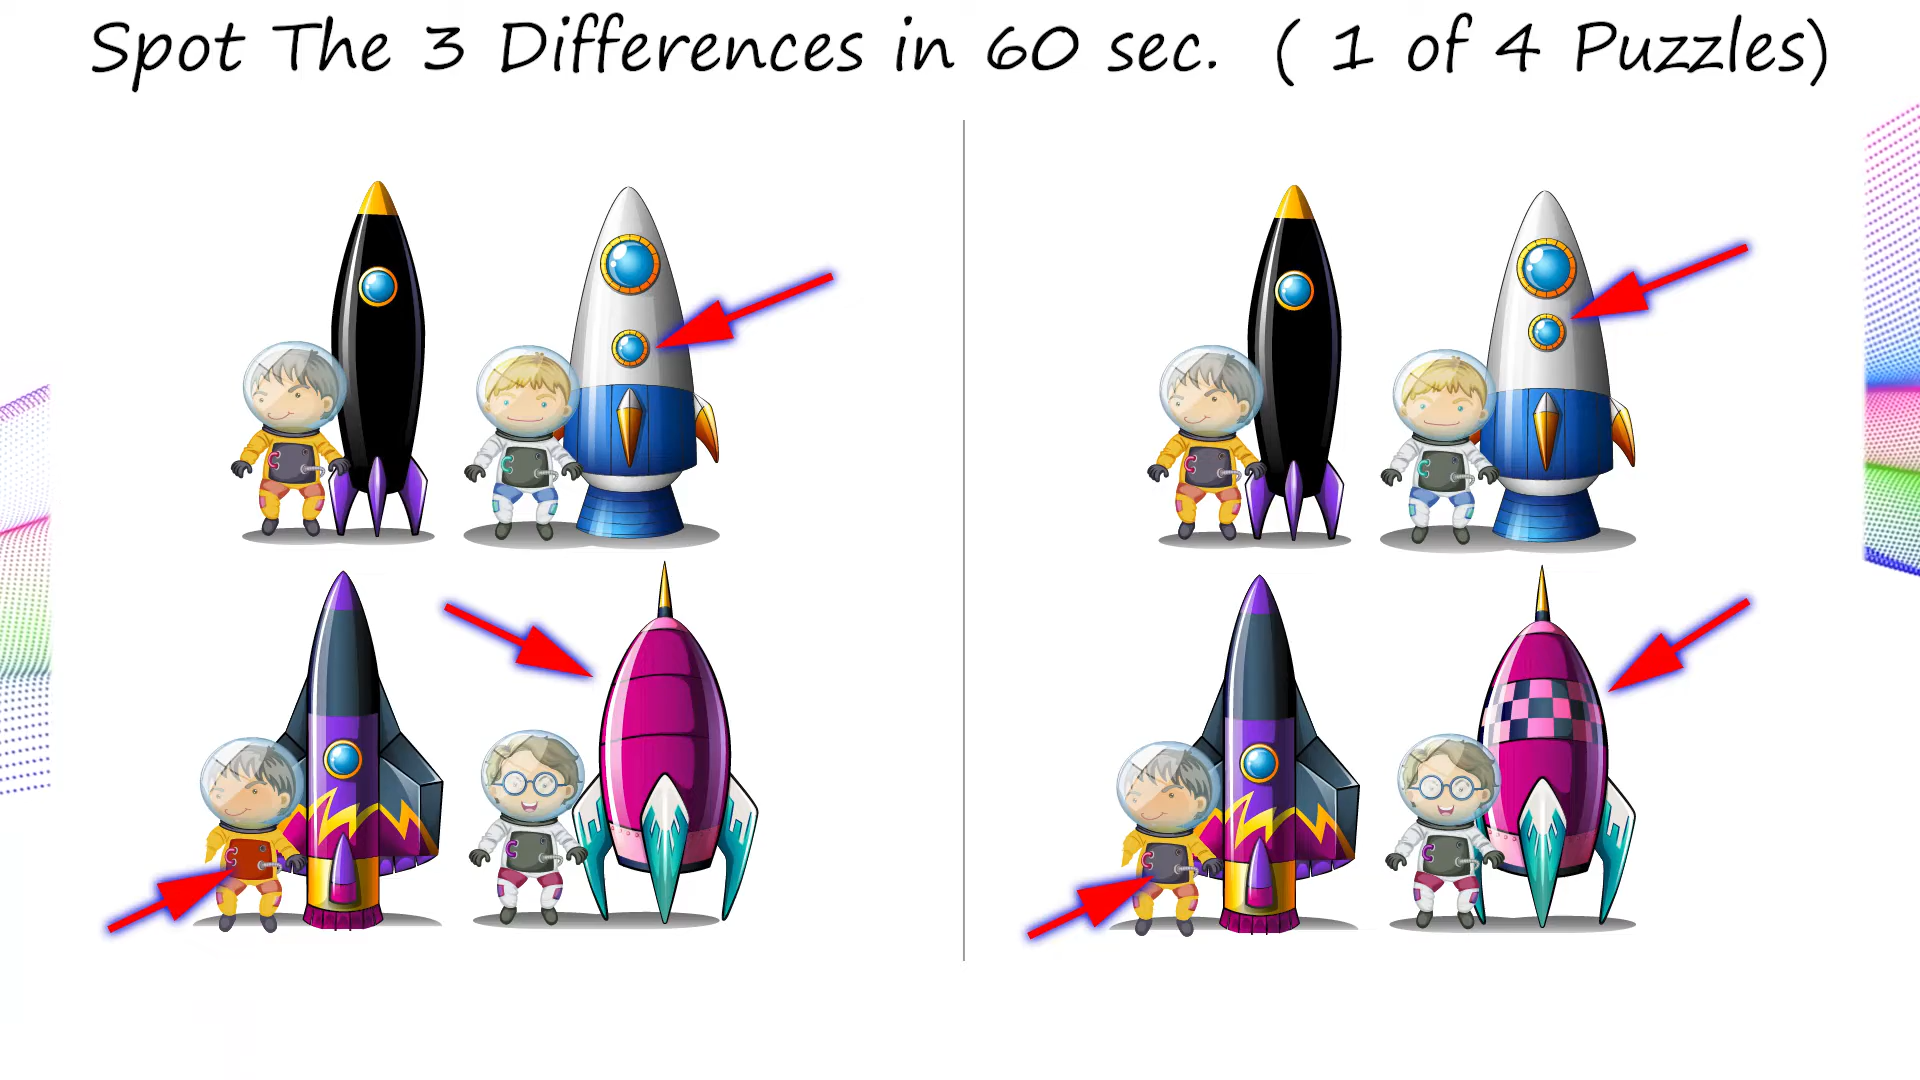 Spot The 3 Differences in 60 sec. ( 1 of 4 Puzzles)